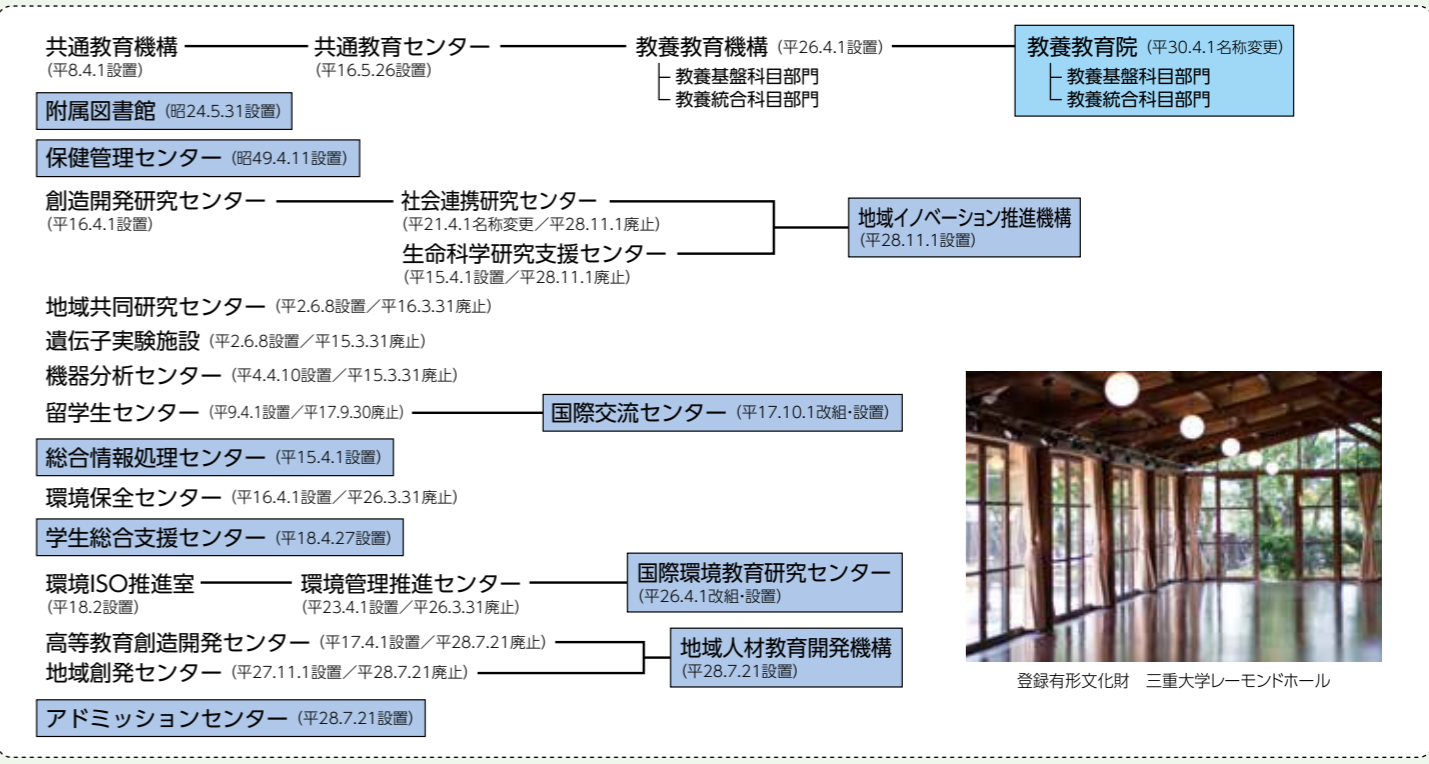 共通教育機構
(平8.4.1設置)
共通教育センター
(平16.5.26設置)
教養教育機構 (平26.4.1設置)
教養基盤科目部門
教養統合科目部門
教養教育院 (平30.4.1名称変更)
教養基盤科目部門
教養統合科目部門
附属図書館 (昭24.5.31設置)
保健管理センター (昭49.4.11設置)
創造開発研究センター
(平16.4.1設置)
社会連携研究センター
(平21.4.1名称変更／平28.11.1廃止)
生命科学研究支援センター
(平15.4.1設置／平28.11.1廃止)
地域イノベーション推進機構
(平28.11.1設置)
地域共同研究センター (平2.6.8設置／平16.3.31廃止)
遺伝子実験施設 (平2.6.8設置／平15.3.31廃止)
機器分析センター (平4.4.10設置／平15.3.31廃止)
留学生センター (平9.4.1設置／平17.9.30廃止)
国際交流センター (平17.10.1改組・設置)
総合情報処理センター (平15.4.1設置)
環境保全センター (平16.4.1設置／平26.3.31廃止)
学生総合支援センター (平18.4.27設置)
環境ISO推進室
(平18.2設置)
環境管理推進センター
(平23.4.1設置／平26.3.31廃止)
国際環境教育研究センター
(平26.4.1改組・設置)
高等教育創造開発センター (平17.4.1設置／平28.7.21廃止)
地域創発センター (平27.11.1設置／平28.7.21廃止)
地域人材教育開発機構
(平28.7.21設置)
アドミッションセンター (平28.7.21設置)
登録有形文化財　三重大学レーモンドホール